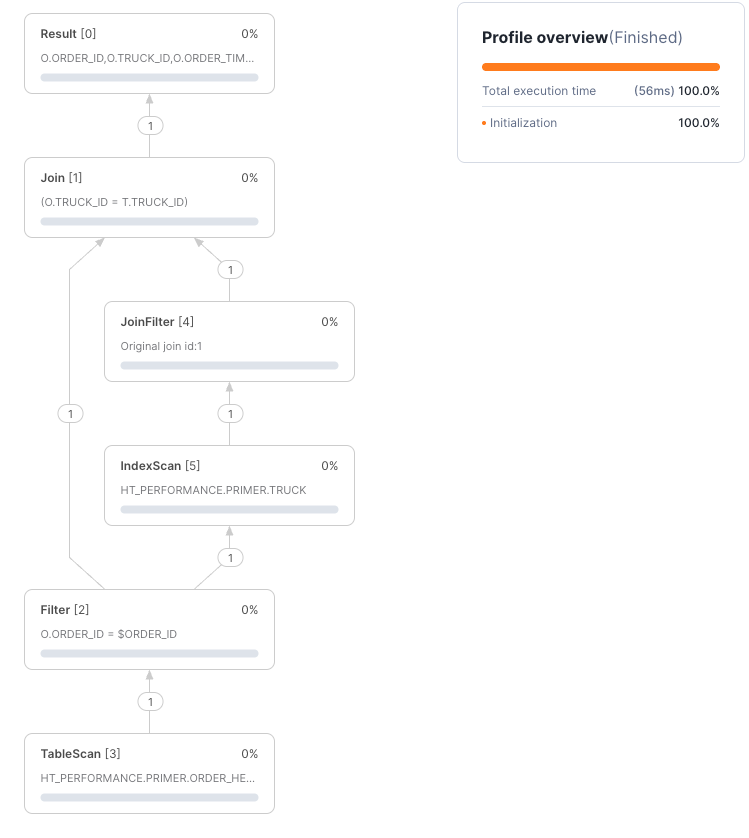 Result [0] 0%
O.ORDER_ID,O.TRUCK_ID,O.ORDER_TIM...
1
Join [1] 0%
(O.TRUCK_ID = T.TRUCK_ID)
1
JoinFilter [4] 0%
Original join id:1
1
1
IndexScan [5] 0%
HT_PERFORMANCE.PRIMER.TRUCK
1
Filter [2] 0%
O.ORDER_ID = $ORDER_ID
1
TableScan [3] 0%
HT_PERFORMANCE.PRIMER.ORDER_HE...
Profile overview(Finished)
Total execution time (56ms) 100.0%
Initialization 100.0%